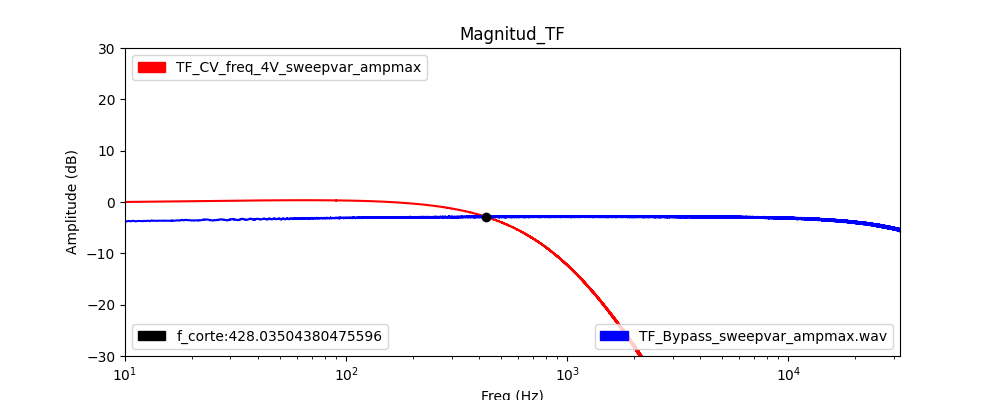 Magnitud_TF
30
TF_CV_freq_4V_sweepvar_ampmax
20
10
Amplitude (dB)
0
−10
−20
f_corte:428.03504380475596
TF_Bypass_sweepvar_ampmax.wav
−30
10¹
10²
10³
10⁴
Freq (Hz)